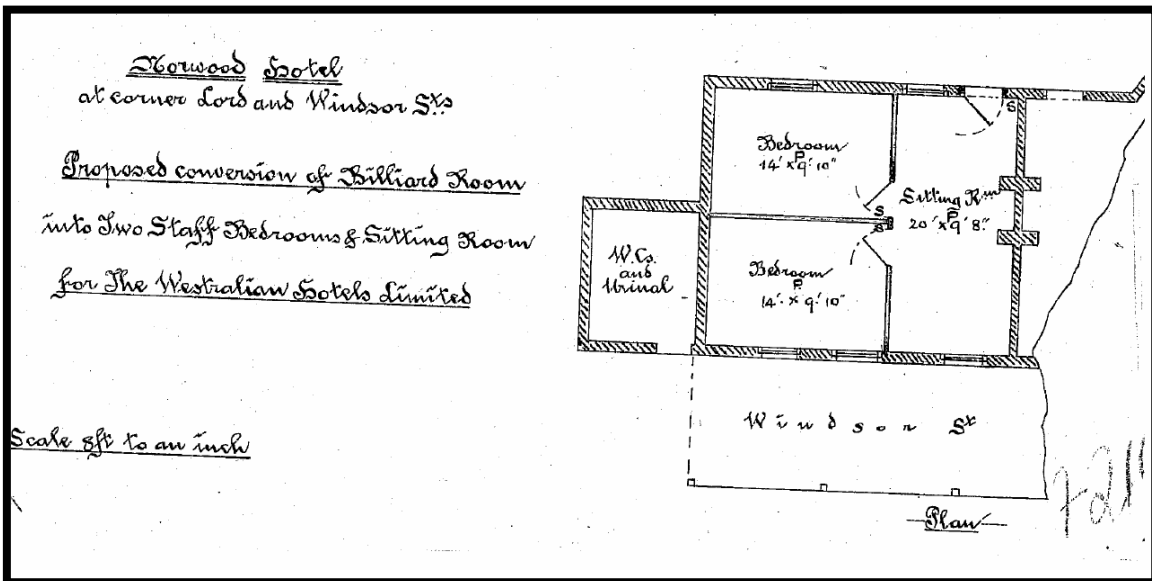 Norwood Hotel
at corner Lord and Windsor Sts.
Proposed conversion of Billiard Room
into Two Staff Bedrooms & Sitting Room
for The Westralian Hotels Limited
Scale 8ft to an inch
Bedroom
P
14' x 9'.10"
S
Sitting Rm
P
20' x 9' 8"
S
S
W.Cs.
and
Urinal
Bedroom
P
14' x 9'.10"
Windsor St
Plan